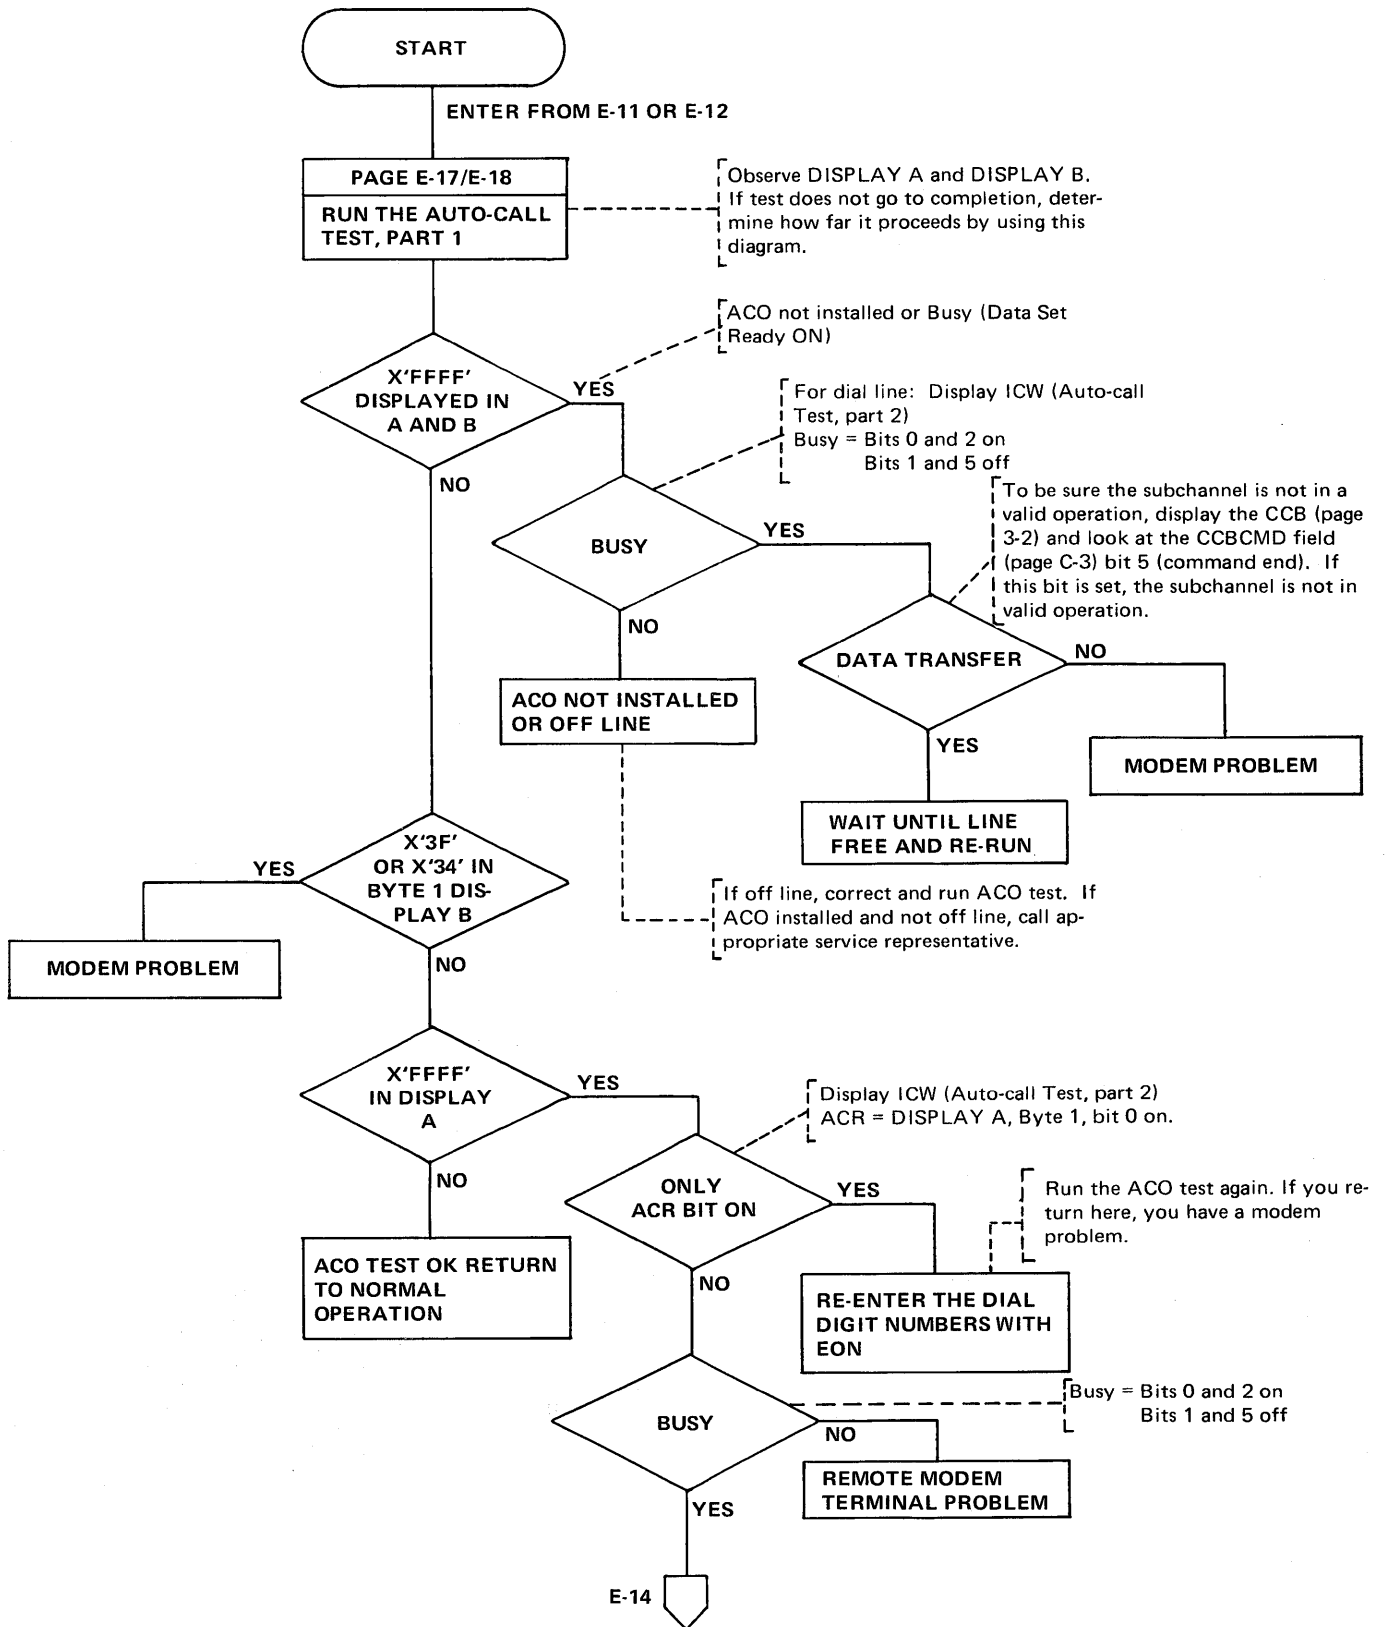 START
ENTER FROM E-11 OR E-12
PAGE E-17/E-18
RUN THE AUTO-CALL
TEST, PART 1
Observe DISPLAY A and DISPLAY B.
If test does not go to completion, deter-
mine how far it proceeds by using this
diagram.
ACO not installed or Busy (Data Set
Ready ON)
X'FFFF'
DISPLAYED IN
A AND B
YES
NO
For dial line: Display ICW (Auto-call
Test, part 2)
Busy = Bits 0 and 2 on
Bits 1 and 5 off
BUSY
YES
NO
To be sure the subchannel is not in a
valid operation, display the CCB (page
3-2) and look at the CCBCMD field
(page C-3) bit 5 (command end). If
this bit is set, the subchannel is not in
valid operation.
DATA TRANSFER
NO
YES
ACO NOT INSTALLED
OR OFF LINE
MODEM PROBLEM
WAIT UNTIL LINE
FREE AND RE-RUN
X'3F'
OR X'34' IN
BYTE 1 DIS-
PLAY B
YES
NO
If off line, correct and run ACO test. If
ACO installed and not off line, call ap-
propriate service representative.
MODEM PROBLEM
X'FFFF'
IN DISPLAY
A
YES
NO
Display ICW (Auto-call Test, part 2)
ACR = DISPLAY A, Byte 1, bit 0 on.
ONLY
ACR BIT ON
YES
NO
Run the ACO test again. If you re-
turn here, you have a modem
problem.
ACO TEST OK RETURN
TO NORMAL
OPERATION
RE-ENTER THE DIAL
DIGIT NUMBERS WITH
EON
Busy = Bits 0 and 2 on
Bits 1 and 5 off
BUSY
NO
YES
REMOTE MODEM
TERMINAL PROBLEM
E-14